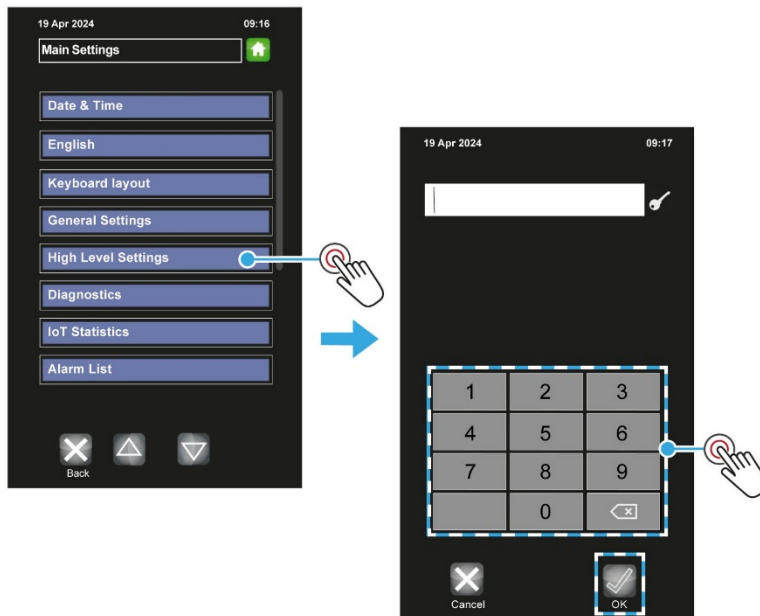 19 Apr 2024 09:16
Main Settings
Date & Time
English
Keyboard layout
General Settings
High Level Settings
Diagnostics
IoT Statistics
Alarm List
Back
19 Apr 2024 09:17
1 2 3
4 5 6
7 8 9
0
Cancel OK